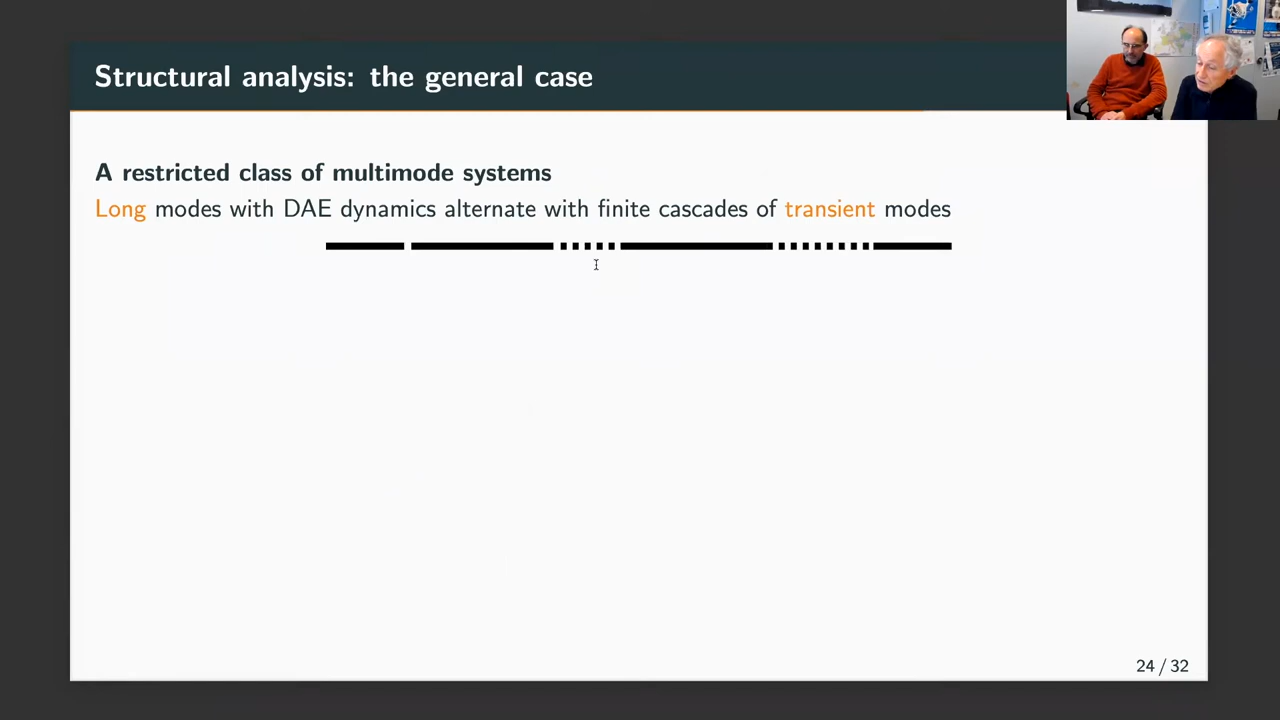 Structural analysis: the general case
A restricted class of multimode systems
Long modes with DAE dynamics alternate with finite cascades of transient modes
24 / 32